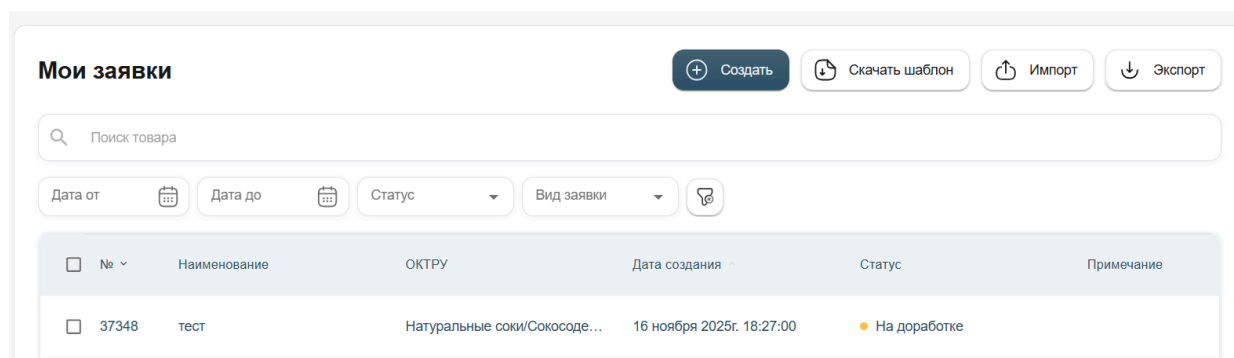 Мои заявки Создать Скачать шаблон Импорт Экспорт
Поиск товара
Дата от Дата до Статус Вид заявки
№ Наименование ОКТРУ Дата создания Статус Примечание
37348 тест Натуральные соки/Сокосоде... 16 ноября 2025г. 18:27:00 На доработке